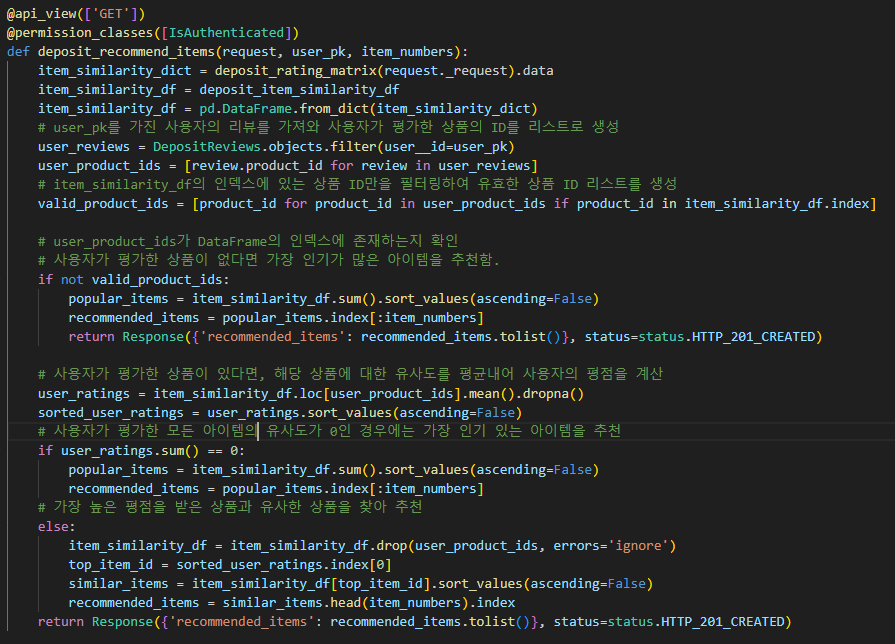 @api_view(['GET'])
@permission_classes([IsAuthenticated])
def deposit_recommend_items(request, user_pk, item_numbers):
    item_similarity_dict = deposit_rating_matrix(request._request).data
    item_similarity_df = deposit_item_similarity_df
    item_similarity_df = pd.DataFrame.from_dict(item_similarity_dict)
    # user_pk를 가진 사용자의 리뷰를 가져와 사용자가 평가한 상품의 ID를 리스트로 생성
    user_reviews = DepositReviews.objects.filter(user__id=user_pk)
    user_product_ids = [review.product_id for review in user_reviews]
    # item_similarity_df의 인덱스에 있는 상품 ID만을 필터링하여 유효한 상품 ID 리스트를 생성
    valid_product_ids = [product_id for product_id in user_product_ids if product_id in item_similarity_df.index]

    # user_product_ids가 DataFrame의 인덱스에 존재하는지 확인
    # 사용자가 평가한 상품이 없다면 가장 인기가 많은 아이템을 추천함.
    if not valid_product_ids:
        popular_items = item_similarity_df.sum().sort_values(ascending=False)
        recommended_items = popular_items.index[:item_numbers]
        return Response({'recommended_items': recommended_items.tolist()}, status=status.HTTP_201_CREATED)

    # 사용자가 평가한 상품이 있다면, 해당 상품에 대한 유사도를 평균내어 사용자의 평점을 계산
    user_ratings = item_similarity_df.loc[user_product_ids].mean().dropna()
    sorted_user_ratings = user_ratings.sort_values(ascending=False)
    # 사용자가 평가한 모든 아이템의 유사도가 0인 경우에는 가장 인기 있는 아이템을 추천
    if user_ratings.sum() == 0:
        popular_items = item_similarity_df.sum().sort_values(ascending=False)
        recommended_items = popular_items.index[:item_numbers]
    # 가장 높은 평점을 받은 상품과 유사한 상품을 찾아 추천
    else:
        item_similarity_df = item_similarity_df.drop(user_product_ids, errors='ignore')
        top_item_id = sorted_user_ratings.index[0]
        similar_items = item_similarity_df[top_item_id].sort_values(ascending=False)
        recommended_items = similar_items.head(item_numbers).index
    return Response({'recommended_items': recommended_items.tolist()}, status=status.HTTP_201_CREATED)